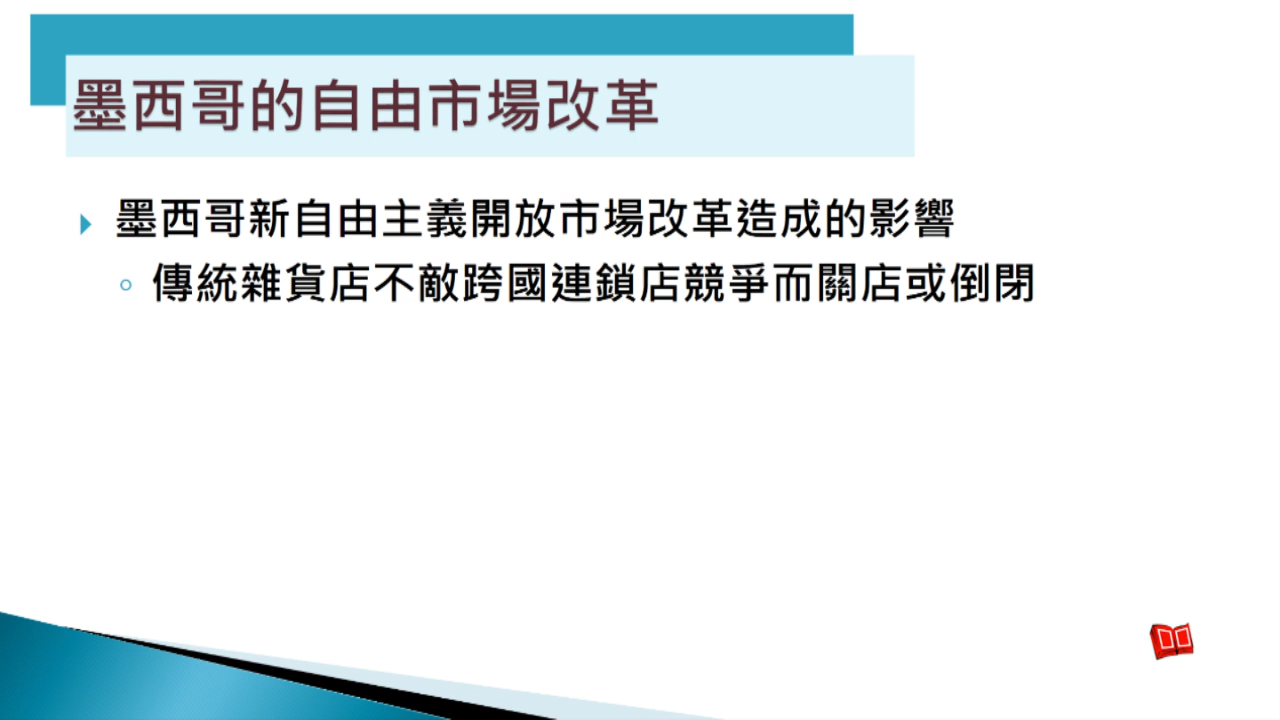 墨西哥的自由市場改革
墨西哥新自由主義開放市場改革造成的影響
傳統雜貨店不敵跨國連鎖店競爭而關店或倒閉